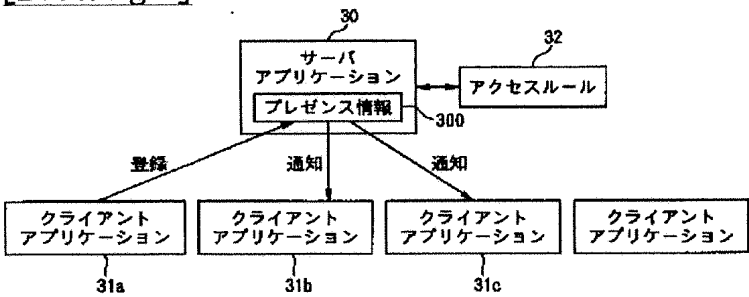 30
サーバ
アプリケーション
プレゼンス情報
300
32
アクセスルール
登録
通知
通知
クライアント
アプリケーション
クライアント
アプリケーション
クライアント
アプリケーション
クライアント
アプリケーション
31a
31b
31c